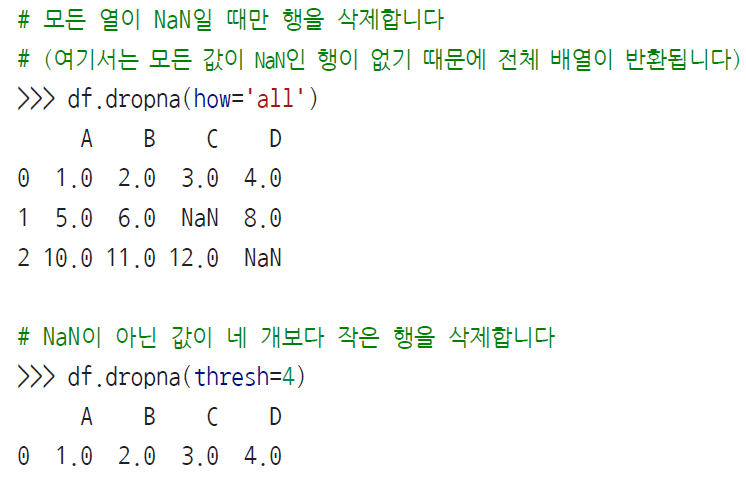 # 모든 열이 NaN일 때만 행을 삭제합니다
# (여기서는 모든 값이 NaN인 행이 없기 때문에 전체 배열이 반환됩니다)
>>> df.dropna(how='all')
A B C D
0 1.0 2.0 3.0 4.0
1 5.0 6.0 NaN 8.0
2 10.0 11.0 12.0 NaN
# NaN이 아닌 값이 네 개보다 작은 행을 삭제합니다
>>> df.dropna(thresh=4)
A B C D
0 1.0 2.0 3.0 4.0